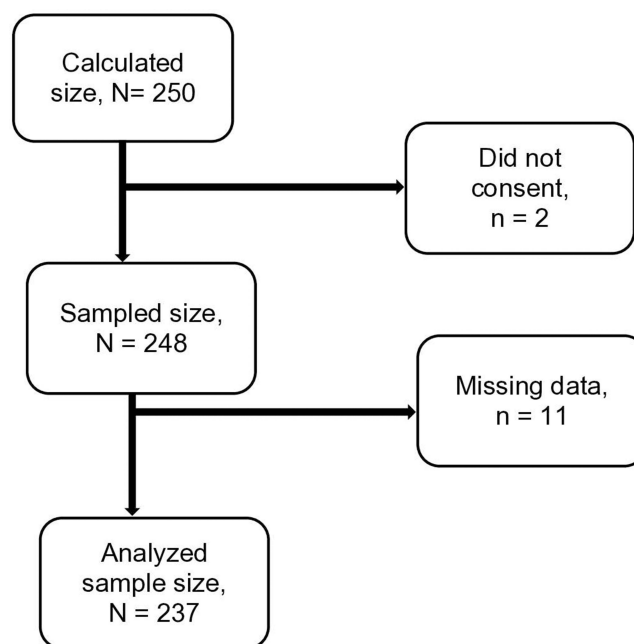 Calculated
size, N= 250
Did not
consent,
n = 2
Sampled size,
N = 248
Missing data,
n = 11
Analyzed
sample size,
N = 237